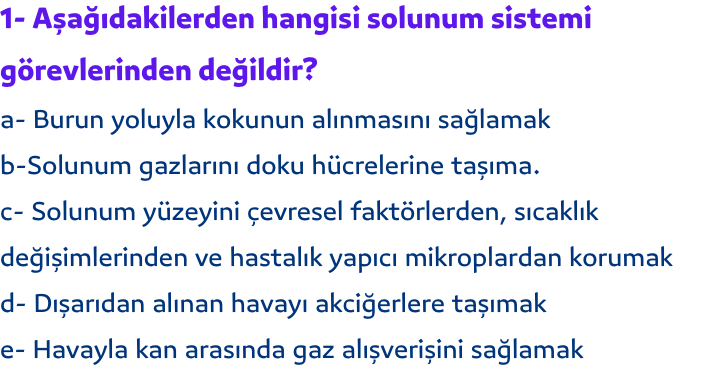 1- Aşağıdakilerden hangisi solunum sistemi
görevlerinden değildir?
a- Burun yoluyla kokunun alınmasını sağlamak
b-Solunum gazlarını doku hücrelerine taşıma.
c- Solunum yüzeyini çevresel faktörlerden, sıcaklık
değişimlerinden ve hastalık yapıcı mikroplardan korumak
d- Dışarıdan alınan havayı akciğerlere taşımak
e- Havayla kan arasında gaz alışverişini sağlamak